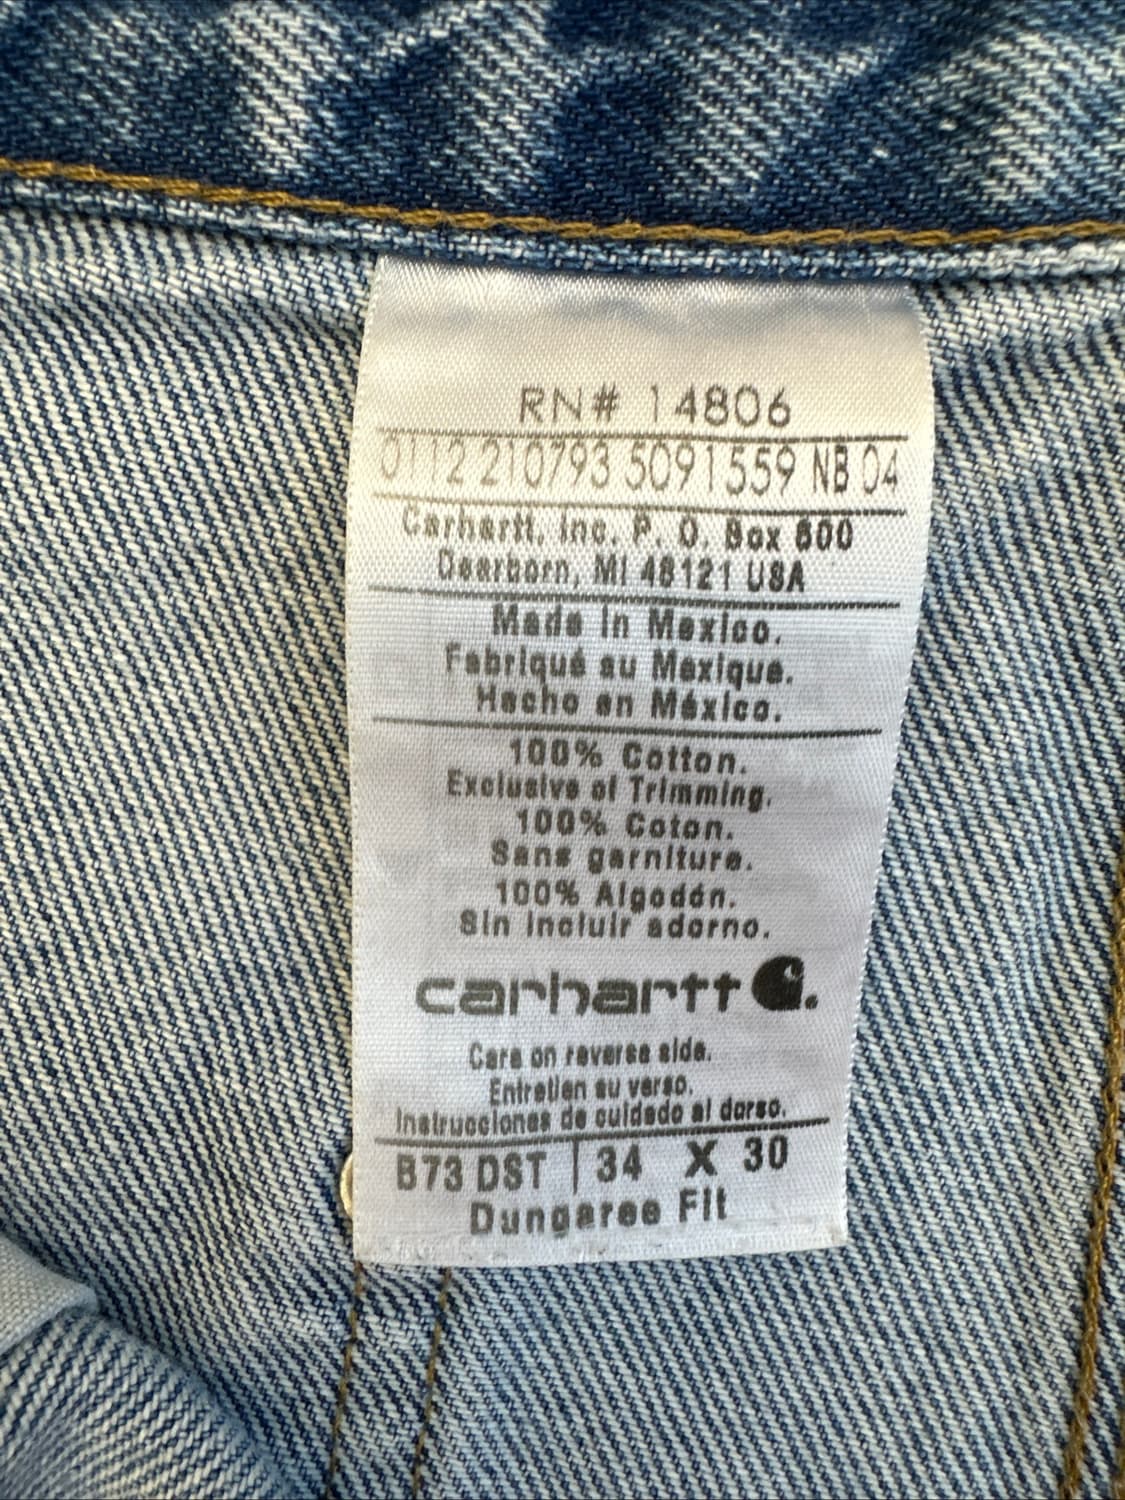 RN# 14806
0112 210793 5091559 NB 04
Carhartt, Inc. P. O. Box 600
Dearborn, MI 48121 USA
Made in Mexico.
Fabriqué au Mexique.
Hecho en México.
100% Cotton.
Exclusive of Trimming.
100% Coton.
Sans garniture.
100% Algodón.
Sin incluir adorno.
carhartt
Care on reverse side.
Entretien au verso.
Instrucciones de cuidado al dorso.
B73 DST | 34 X 30
Dungaree Fit